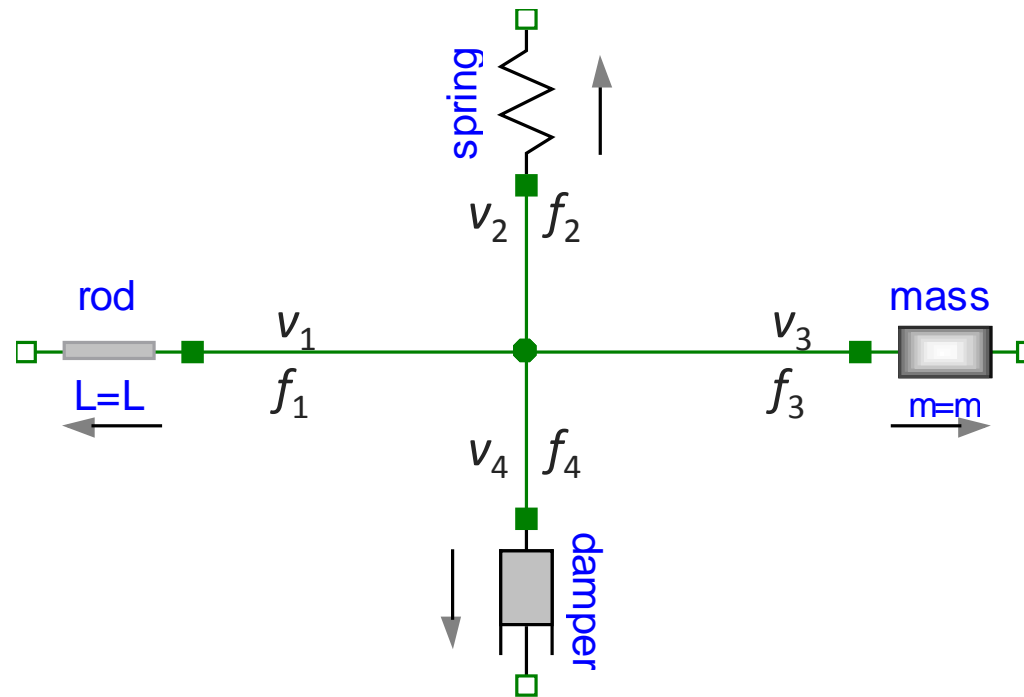 spring
v₂ f₂
rod
mass
v₁
v₃
f₁
f₃
L=L
m=m
v₄ f₄
damper